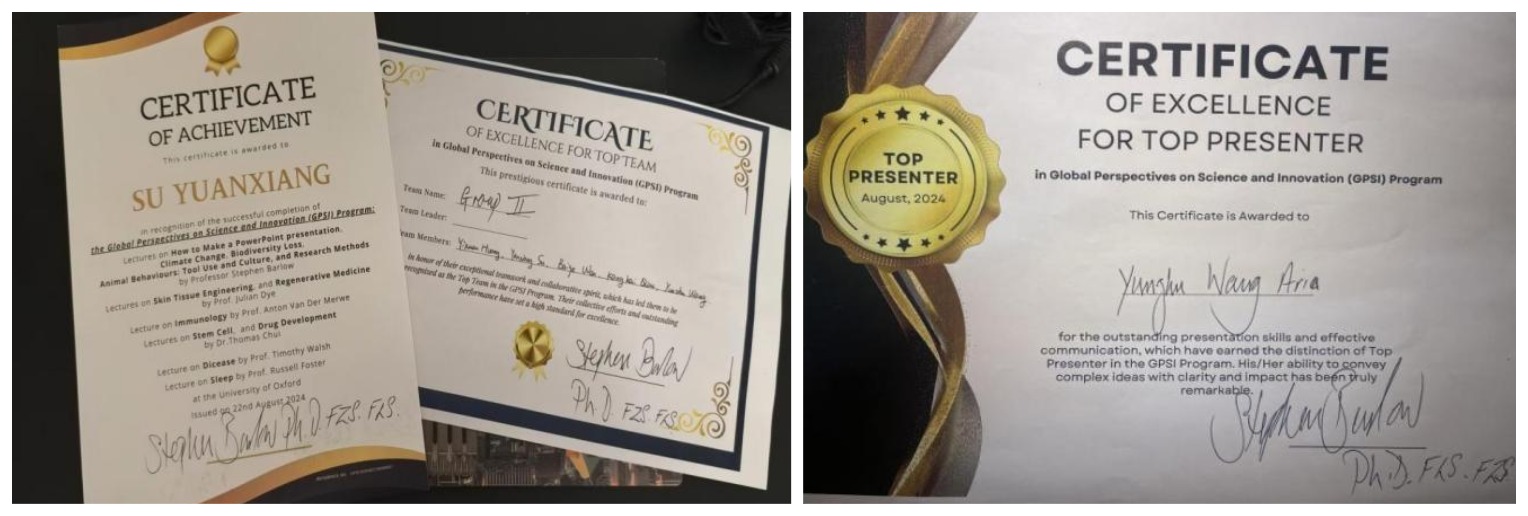 CERTIFICATE
OF ACHIEVEMENT
This certificate is awarded to
SU YUANXIANG
in recognition of the successful completion of
the Global Perspectives on Science and Innovation (GPSI) Program:
Lectures on How to Make a PowerPoint presentation,
Climate Change, Biodiversity Loss,
Animal Behaviours: Tool Use and Culture, and Research Methods
by Professor Stephen Barlow
Lectures on Skin Tissue Engineering, and Regenerative Medicine
by Prof. Julian Dye
Lecture on Immunology by Prof. Anton Van Der Merwe
Lectures on Stem Cell, and Drug Development
by Dr.Thomas Chui
Lecture on Dicease by Prof. Timothy Walsh
Lecture on Sleep by Prof. Russell Foster
at the University of Oxford
Issued on 22nd August 2024
Stephen Barlow Ph.D. FZS. FLS.
CERTIFICATE
OF EXCELLENCE FOR TOP TEAM
in Global Perspectives on Science and Innovation (GPSI) Program
This prestigious certificate is awarded to:
Team Name: Group II
Team Leader:
Team Members:
in honor of their exceptional teamwork and collaborative spirit, which has led them to be
recognized as the Top Team in the GPSI Program. Their collective efforts and outstanding
performance have set a high standard for excellence.
Stephen Barlow
Ph.D. FZS. FLS.
TOP
PRESENTER
August, 2024
CERTIFICATE
OF EXCELLENCE
FOR TOP PRESENTER
in Global Perspectives on Science and Innovation (GPSI) Program
This Certificate is Awarded to
Yunshu Wang Aria
for the outstanding presentation skills and effective
communication, which have earned the distinction of Top
Presenter in the GPSI Program. His/Her ability to convey
complex ideas with clarity and impact has been truly
remarkable.
Stephen Barlow
Ph.D. FLS. FZS